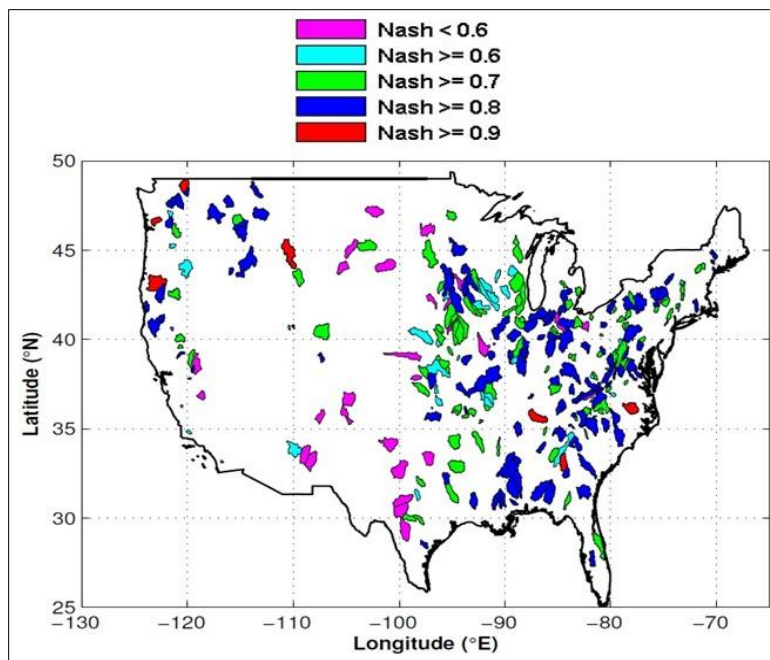 Nash < 0.6
Nash >= 0.6
Nash >= 0.7
Nash >= 0.8
Nash >= 0.9
50
45
40
35
30
25
Latitude (°N)
−130
−120
−110
−100
−90
−80
−70
Longitude (°E)